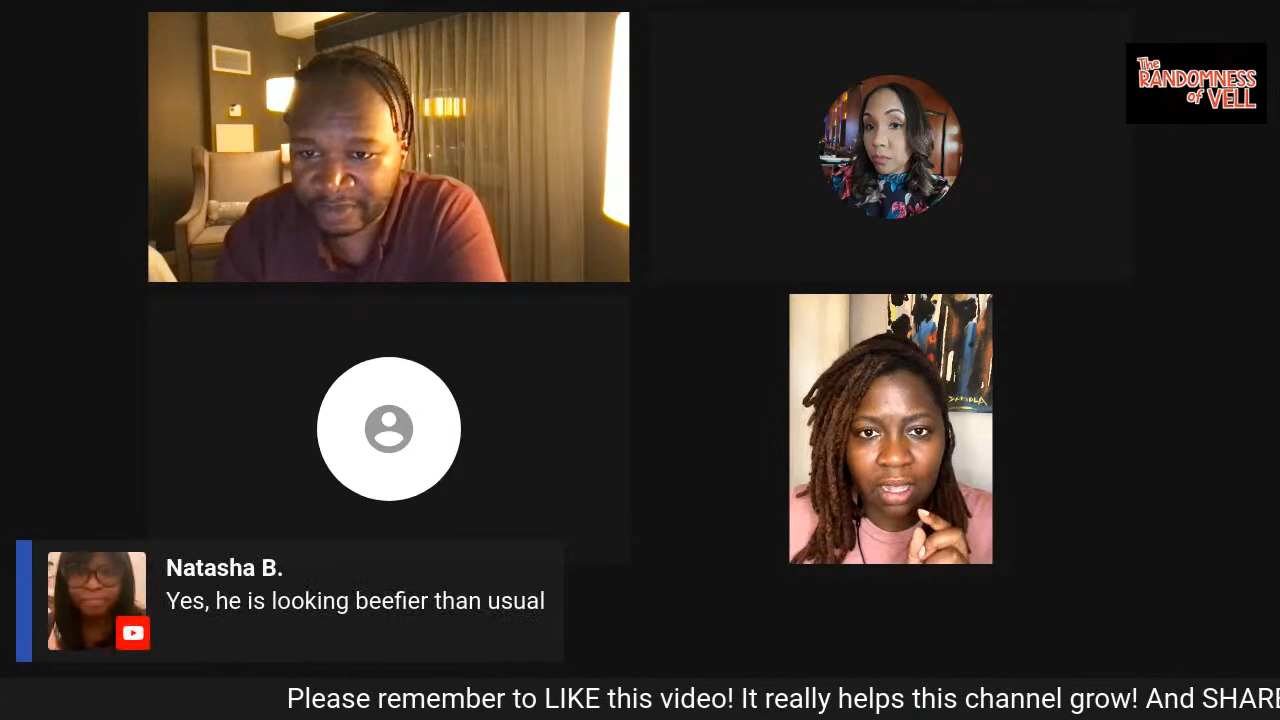 The
RANDOMNESS
of VELL
DAMOLA
Natasha B.
Yes, he is looking beefier than usual
Please remember to LIKE this video! It really helps this channel grow! And SHARE